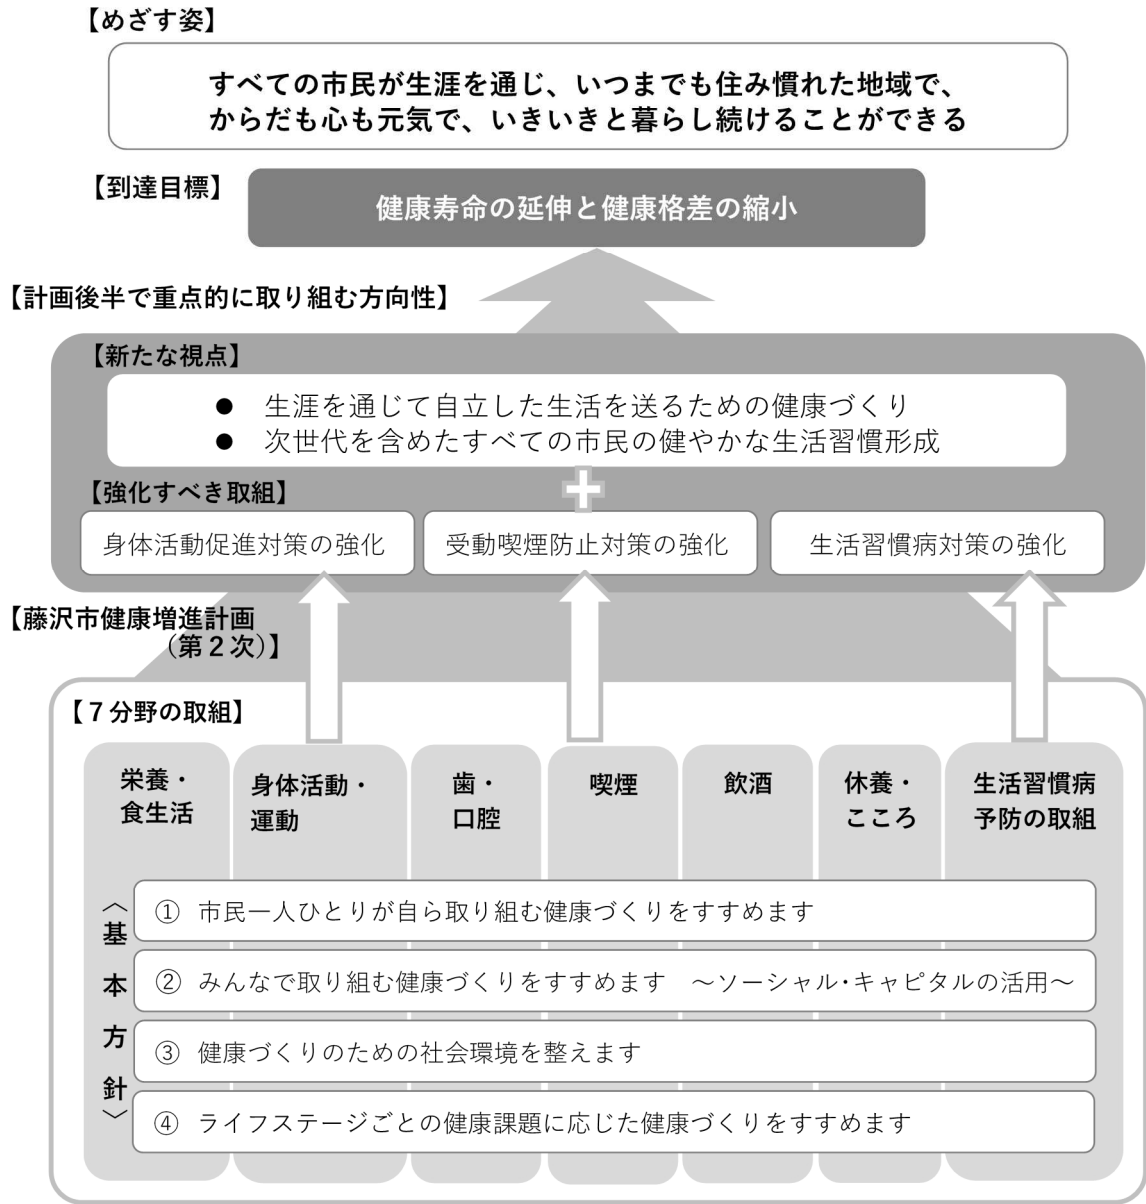 【めざす姿】
すべての市民が生涯を通じ、いつまでも住み慣れた地域で、
からだも心も元気で、いきいきと暮らし続けることができる
【到達目標】
健康寿命の延伸と健康格差の縮小
【計画後半で重点的に取り組む方向性】
【新たな視点】
● 生涯を通じて自立した生活を送るための健康づくり
● 次世代を含めたすべての市民の健やかな生活習慣形成
【強化すべき取組】
身体活動促進対策の強化
受動喫煙防止対策の強化
生活習慣病対策の強化
【藤沢市健康増進計画
（第２次）】
【７分野の取組】
栄養・
食生活
身体活動・
運動
歯・
口腔
喫煙
飲酒
休養・
こころ
生活習慣病
予防の取組
〈基本方針〉
① 市民一人ひとりが自ら取り組む健康づくりをすすめます
② みんなで取り組む健康づくりをすすめます　～ソーシャル･キャピタルの活用～
③ 健康づくりのための社会環境を整えます
④ ライフステージごとの健康課題に応じた健康づくりをすすめます